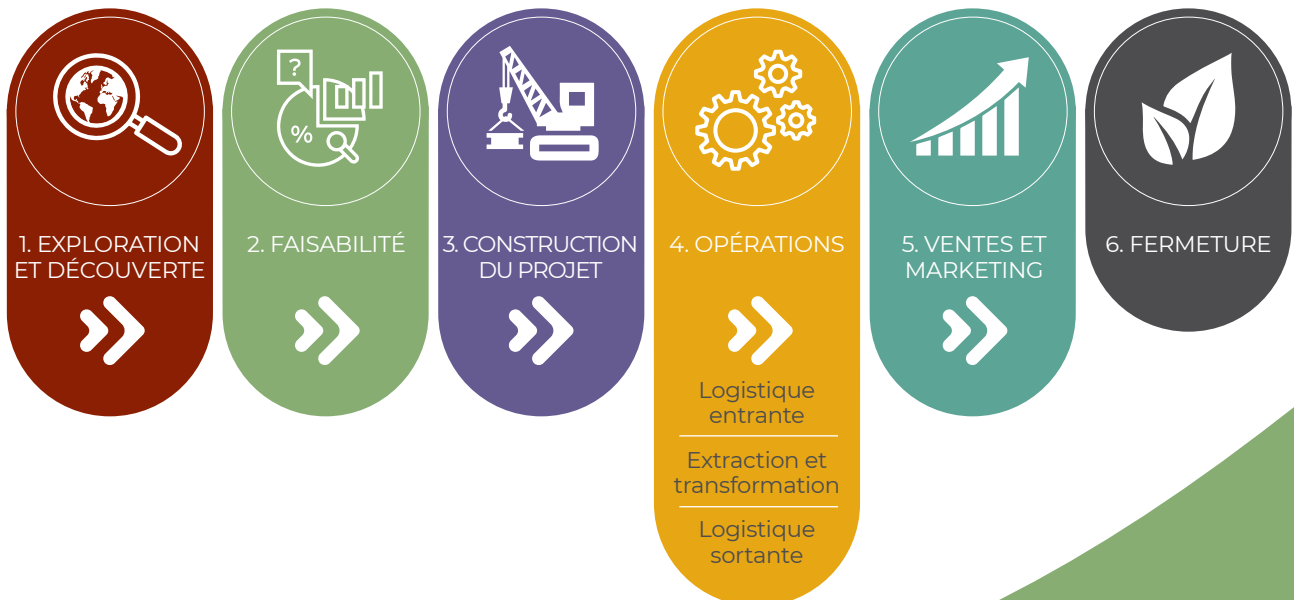 ?
%
1. EXPLORATION
ET DÉCOUVERTE
2. FAISABILITÉ
3. CONSTRUCTION
DU PROJET
4. OPÉRATIONS
Logistique
entrante
Extraction et
transformation
Logistique
sortante
5. VENTES ET
MARKETING
6. FERMETURE